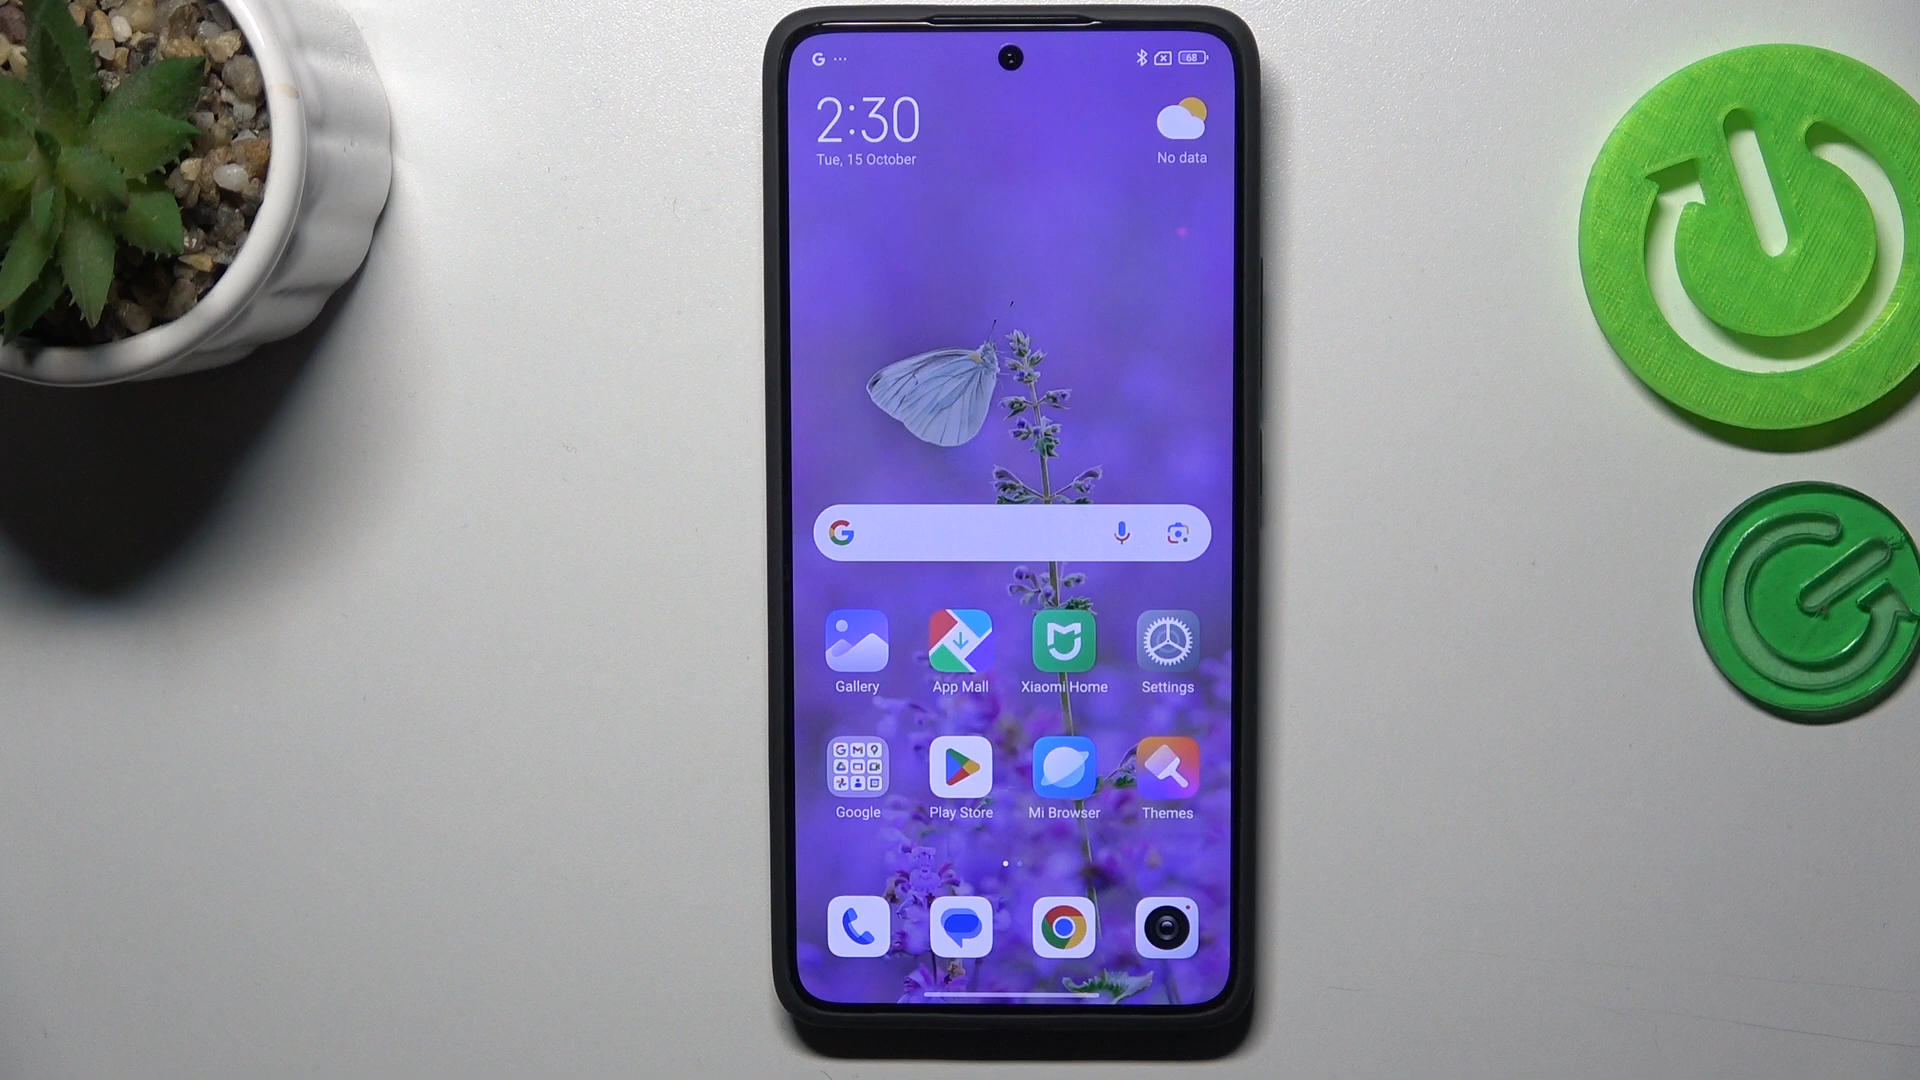 68
2:30
Tue, 15 October
No data
Gallery
App Mall
Xiaomi Home
Settings
Google
Play Store
Mi Browser
Themes